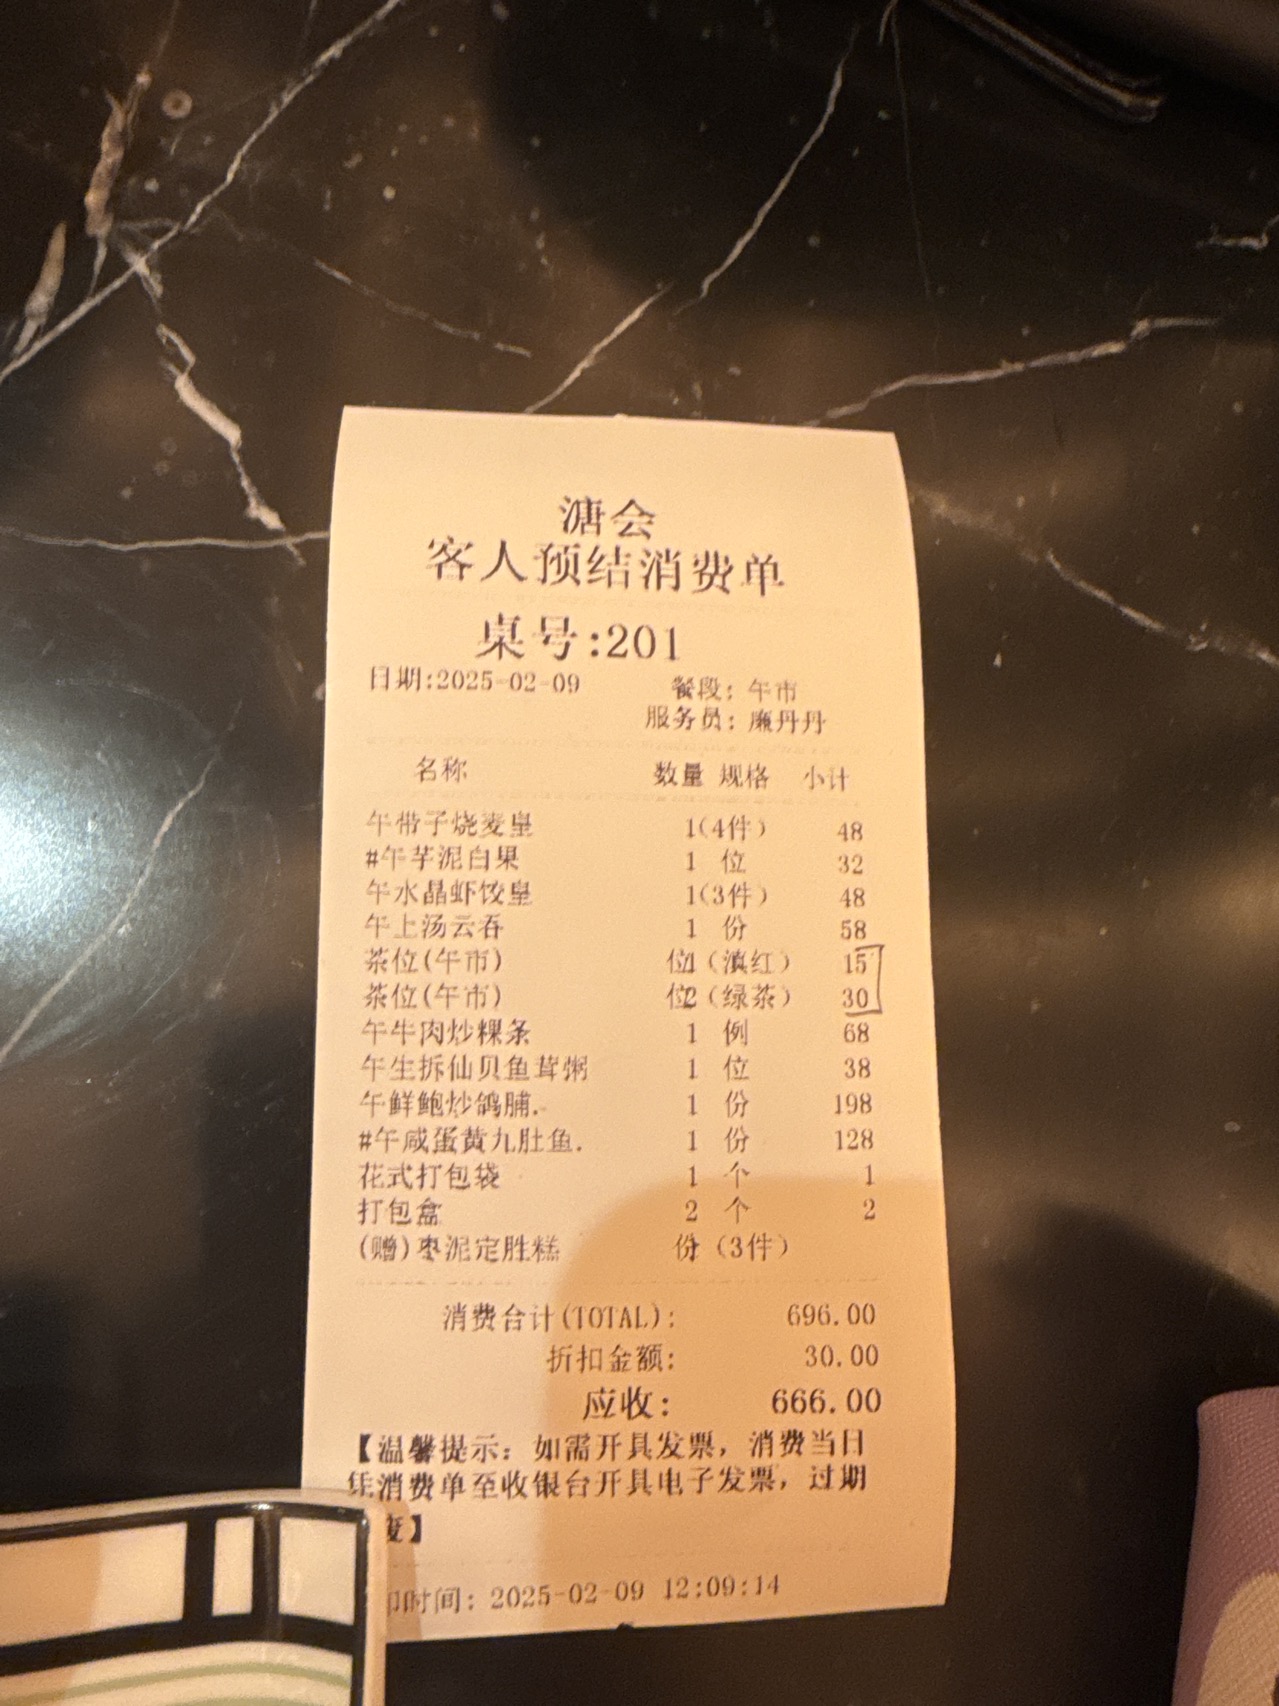 溏会
客人预结消费单
桌号:201
日期:2025-02-09
餐段: 午市
服务员: 廉丹丹
名称 数量 规格 小计
午带子烧麦皇 1(4件) 48
#午芋泥白果 1 位 32
午水晶虾饺皇 1(3件) 48
午上汤云吞 1 份 58
茶位(午市) 位1(滇红) 15
茶位(午市) 位2(绿茶) 30
午牛肉炒粿条 1 例 68
午生拆仙贝鱼茸粥 1 位 38
午鲜鲍炒鸽脯. 1 份 198
#午咸蛋黄九肚鱼. 1 份 128
花式打包袋 1 个 1
打包盒 2 个 2
(赠)枣泥定胜糕 份1(3件)
消费合计(TOTAL): 696.00
折扣金额: 30.00
应收: 666.00
【温馨提示: 如需开具发票, 消费当日
凭消费单至收银台开具电子发票, 过期
】
印时间: 2025-02-09 12:09:14